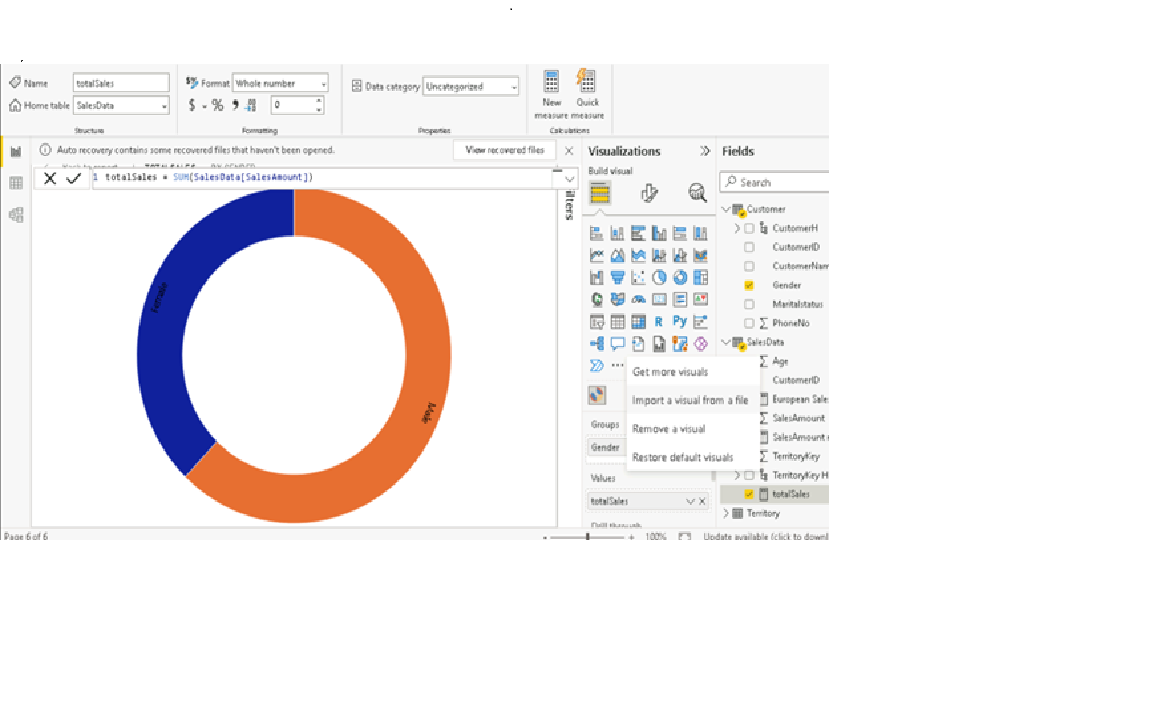 Name totalSales
Format Whole number
Data category Uncategorized
Home table SalesData
$ % 0
New measure
Quick measure
Structure
Formatting
Properties
Calculations
Auto recovery contains some recovered files that haven't been opened.
View recovered files
1 totalSales = SUM(SalesData[SalesAmount])
Female
Male
Filters
Visualizations
Build visual
R Py
Get more visuals
Import a visual from a file
Remove a visual
Restore default visuals
Groups
Gender
Values
totalSales
Drill through
Fields
Search
Customer
CustomerH
CustomerID
CustomerNam
Gender
Maritalstatus
PhoneNo
SalesData
Age
CustomerID
European Sale
SalesAmount
SalesAmount
TerritoryKey
TerritoryKey H
totalSales
Territory
Page 6 of 6
100%
Update available (click to downl